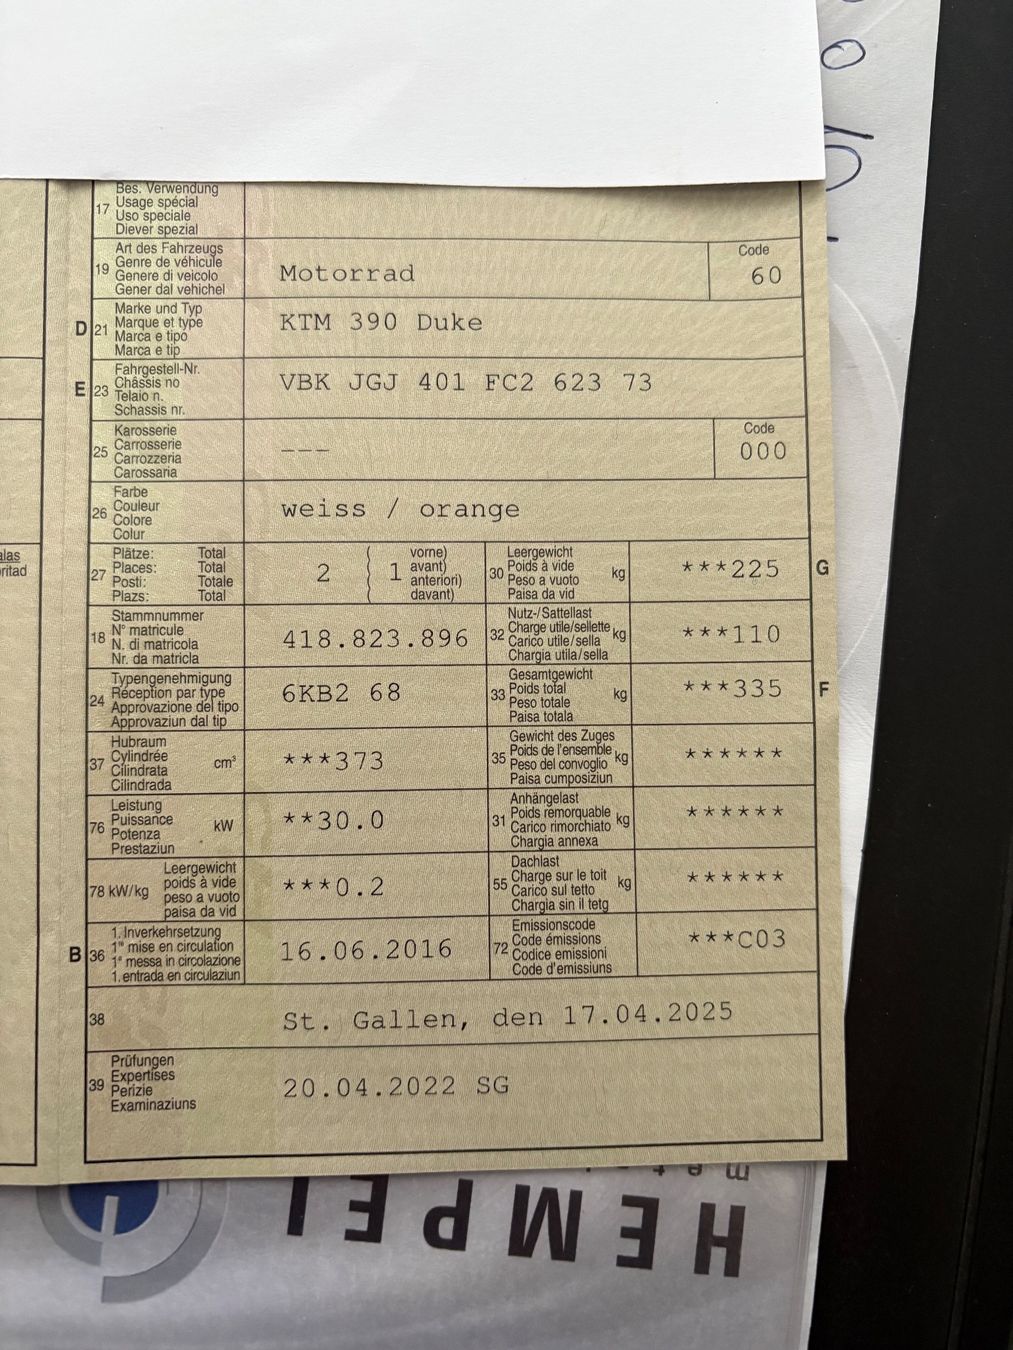 17 Bes. Verwendung
Usage spécial
Uso speciale
Diever spezial
19 Art des Fahrzeugs
Genre de véhicule
Genere di veicolo
Gener dal vehichel
Motorrad
Code
60
D 21 Marke und Typ
Marque et type
Marca e tipo
Marca e tip
KTM 390 Duke
E 23 Fahrgestell-Nr.
Châssis no
Telaio n.
Schassis nr.
VBK JGJ 401 FC2 623 73
25 Karosserie
Carrosserie
Carrozzeria
Carossaria
---
Code
000
26 Farbe
Couleur
Colore
Colur
weiss / orange
27 Plätze: Total
Places: Total
Posti: Totale
Plazs: Total
2 ( 1 vorne)
avant)
anteriori)
davant)
30 Leergewicht
Poids à vide
Peso a vuoto
Paisa da vid
kg
***225 G
18 Stammnummer
N° matricule
N. di matricola
Nr. da matricla
418.823.896
32 Nutz-/Sattellast
Charge utile/sellette
Carico utile/sella
Chargia utila/sella
kg
***110
24 Typengenehmigung
Réception par type
Approvazione del tipo
Approvaziun dal tip
6KB2 68
33 Gesamtgewicht
Poids total
Peso totale
Paisa totala
kg
***335 F
37 Hubraum
Cylindrée
Cilindrata
Cilindrada
cm³
***373
35 Gewicht des Zuges
Poids de l'ensemble
Peso del convoglio
Paisa cumposiziun
kg
******
76 Leistung
Puissance
Potenza
Prestaziun
kW
**30.0
31 Anhängelast
Poids remorquable
Carico rimorchiato
Chargia annexa
kg
******
78 kW/kg Leergewicht
poids à vide
peso a vuoto
paisa da vid
***0.2
55 Dachlast
Charge sur le toit
Carico sul tetto
Chargia sin il tetg
kg
******
B 36 1. Inverkehrsetzung
1re mise en circulation
1a messa in circolazione
1. entrada en circulaziun
16.06.2016
72 Emissionscode
Code émissions
Codice emissioni
Code d'emissiuns
***C03
38 St. Gallen, den 17.04.2025
39 Prüfungen
Expertises
Perizie
Examinaziuns
20.04.2022 SG
HEMPEL